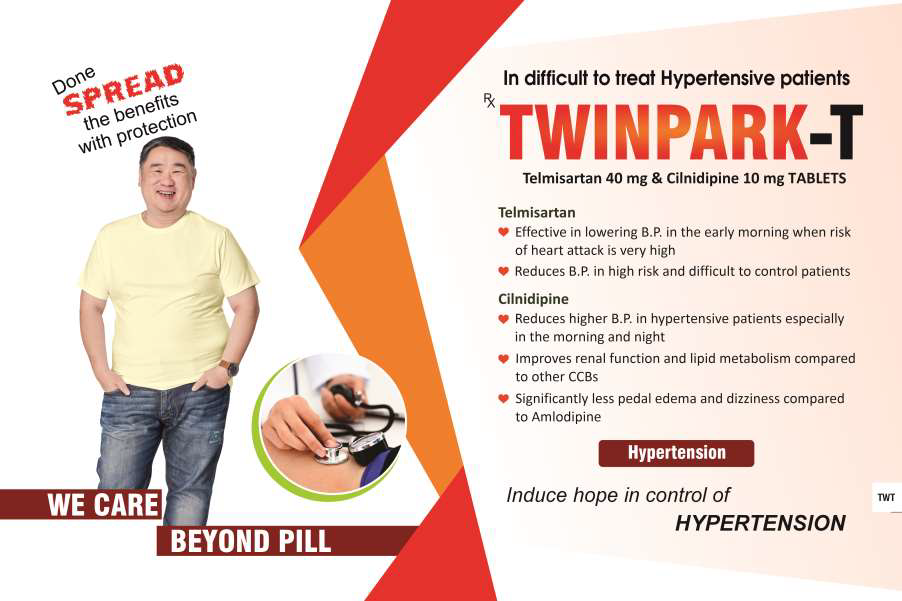 Done
SPREAD
the benefits
with protection
WE CARE
BEYOND PILL
In difficult to treat Hypertensive patients
Rx
TWINPARK-T
Telmisartan 40 mg & Cilnidipine 10 mg TABLETS
Telmisartan
Effective in lowering B.P. in the early morning when risk
of heart attack is very high
Reduces B.P. in high risk and difficult to control patients
Cilnidipine
Reduces higher B.P. in hypertensive patients especially
in the morning and night
Improves renal function and lipid metabolism compared
to other CCBs
Significantly less pedal edema and dizziness compared
to Amlodipine
Hypertension
Induce hope in control of
HYPERTENSION
TWT